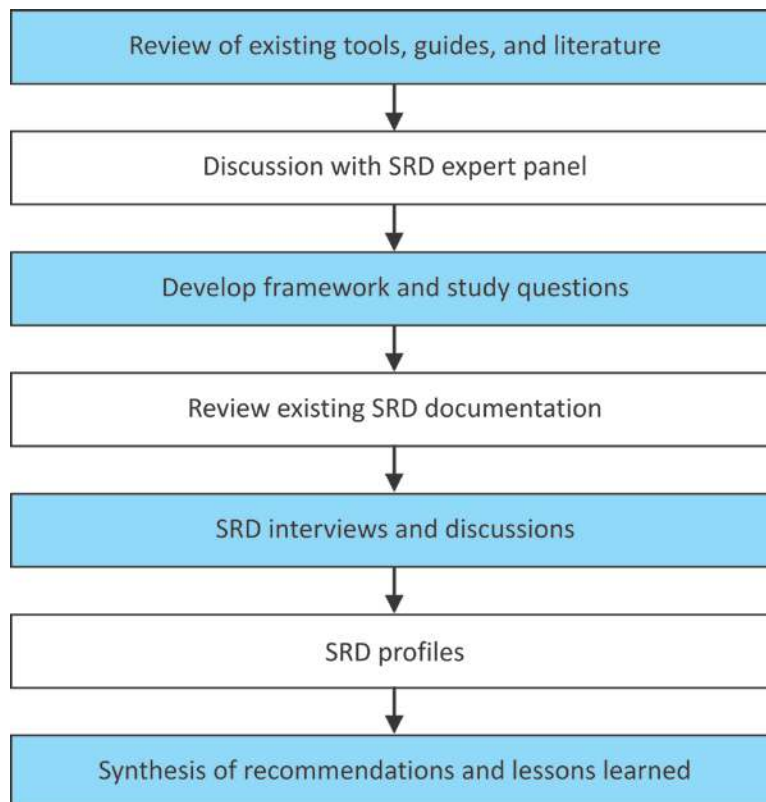 Review of existing tools, guides, and literature
Discussion with SRD expert panel
Develop framework and study questions
Review existing SRD documentation
SRD interviews and discussions
SRD profiles
Synthesis of recommendations and lessons learned